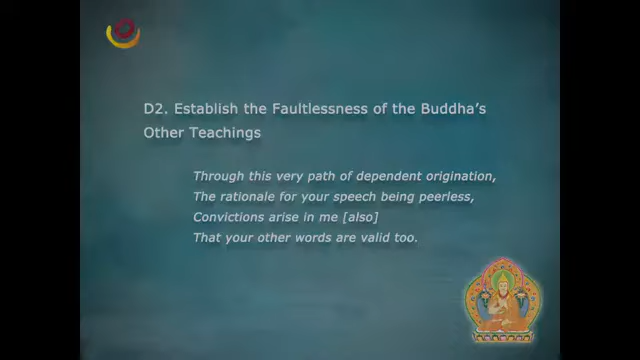 D2. Establish the Faultlessness of the Buddha's
Other Teachings
Through this very path of dependent origination,
The rationale for your speech being peerless,
Convictions arise in me [also]
That your other words are valid too.